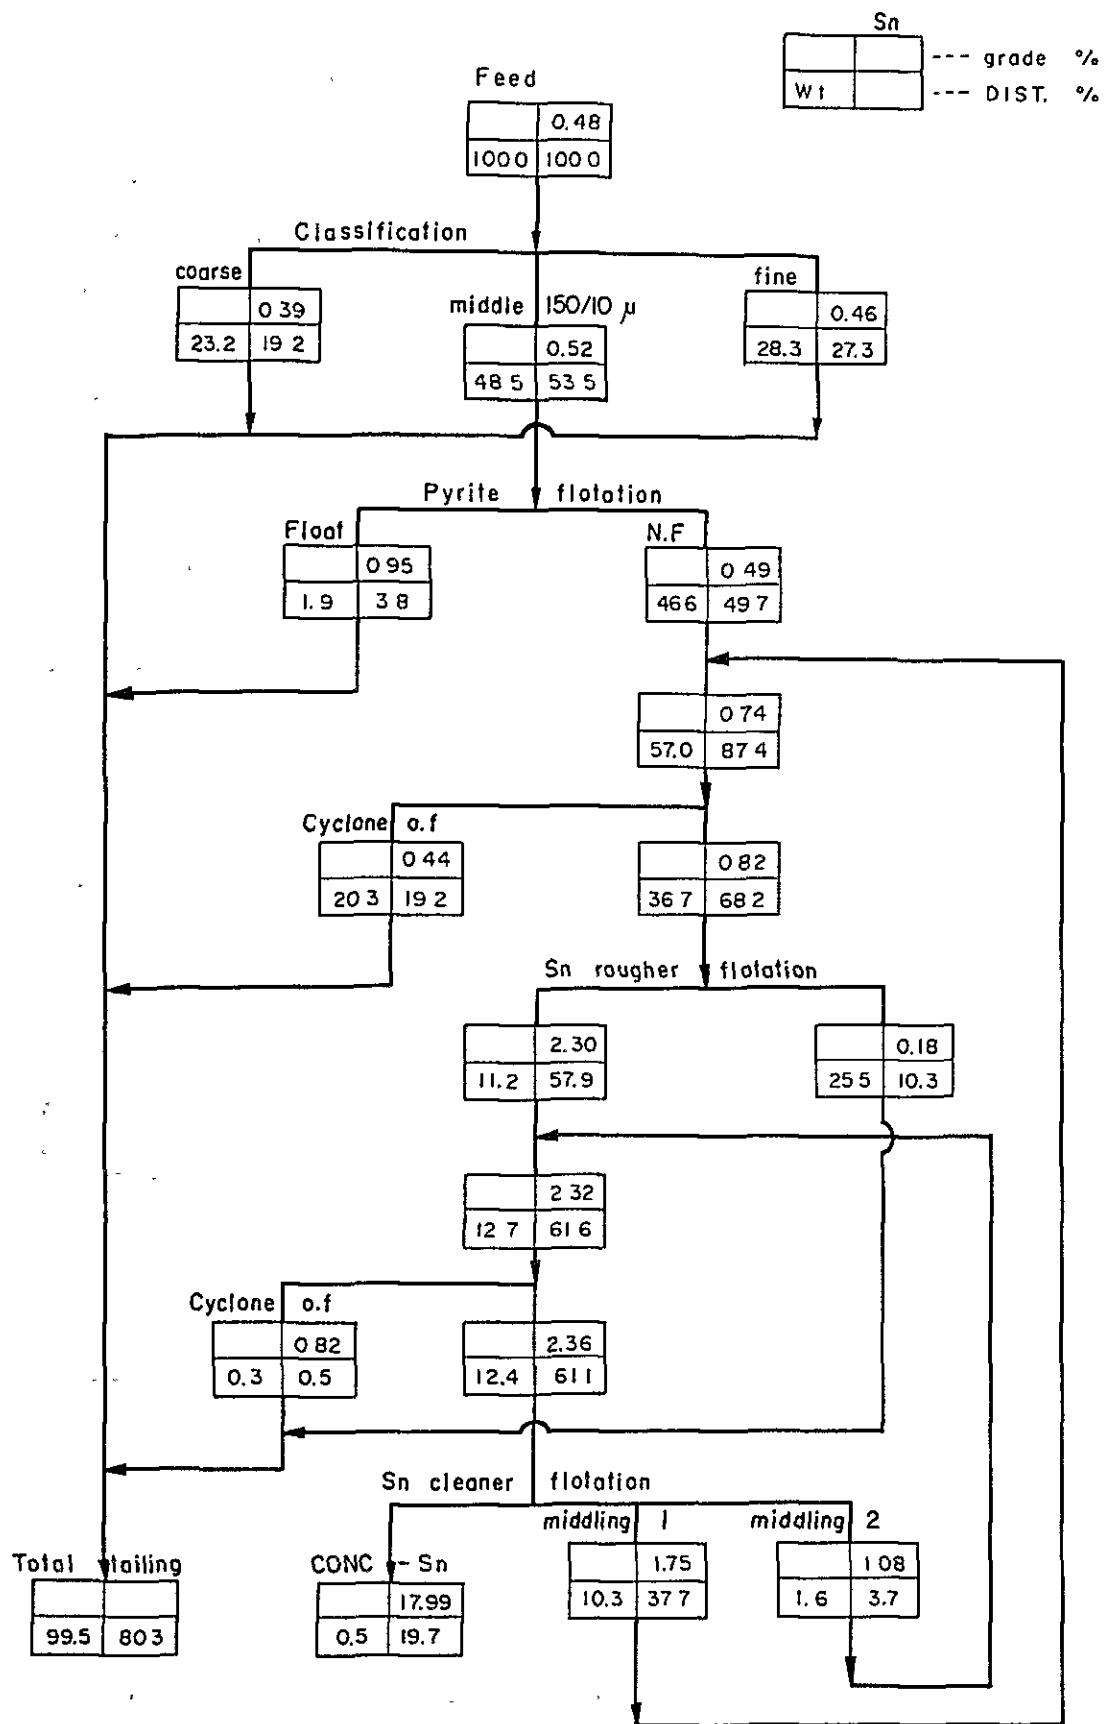 Sn
--- grade %
Wt --- DIST. %
Feed
0.48
100 0 100 0
Classification
coarse
0 39
23.2 19 2
middle 150/10 μ
0.52
48 5 53 5
fine
0.46
28.3 27.3
Pyrite flotation
Float
0 95
1.9 3 8
N.F
0 49
46 6 49 7
0 74
57.0 87 4
Cyclone o.f
0 44
20 3 19 2
0 82
36 7 68 2
Sn rougher flotation
2.30
11.2 57.9
0.18
25 5 10.3
2 32
12 7 61 6
Cyclone o.f
0 82
0.3 0.5
2.36
12.4 61 1
Sn cleaner flotation
Total tailing
99.5 80 3
CONC - Sn
17.99
0.5 19.7
middling 1
1.75
10.3 37 7
middling 2
1 08
1.6 3.7